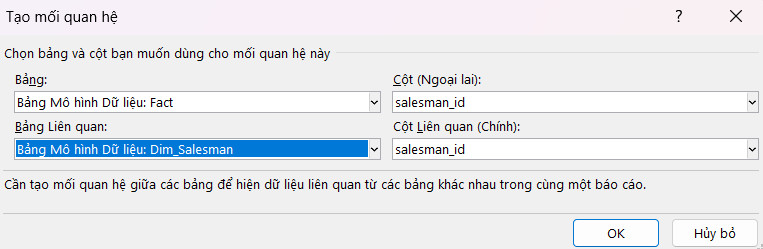 Tạo mối quan hệ
?
Chọn bảng và cột bạn muốn dùng cho mối quan hệ này
Bảng: Cột (Ngoại lai):
Bảng Mô hình Dữ liệu: Fact salesman_id
Bảng Liên quan: Cột Liên quan (Chính):
Bảng Mô hình Dữ liệu: Dim_Salesman salesman_id
Cần tạo mối quan hệ giữa các bảng để hiện dữ liệu liên quan từ các bảng khác nhau trong cùng một báo cáo.
OK Hủy bỏ